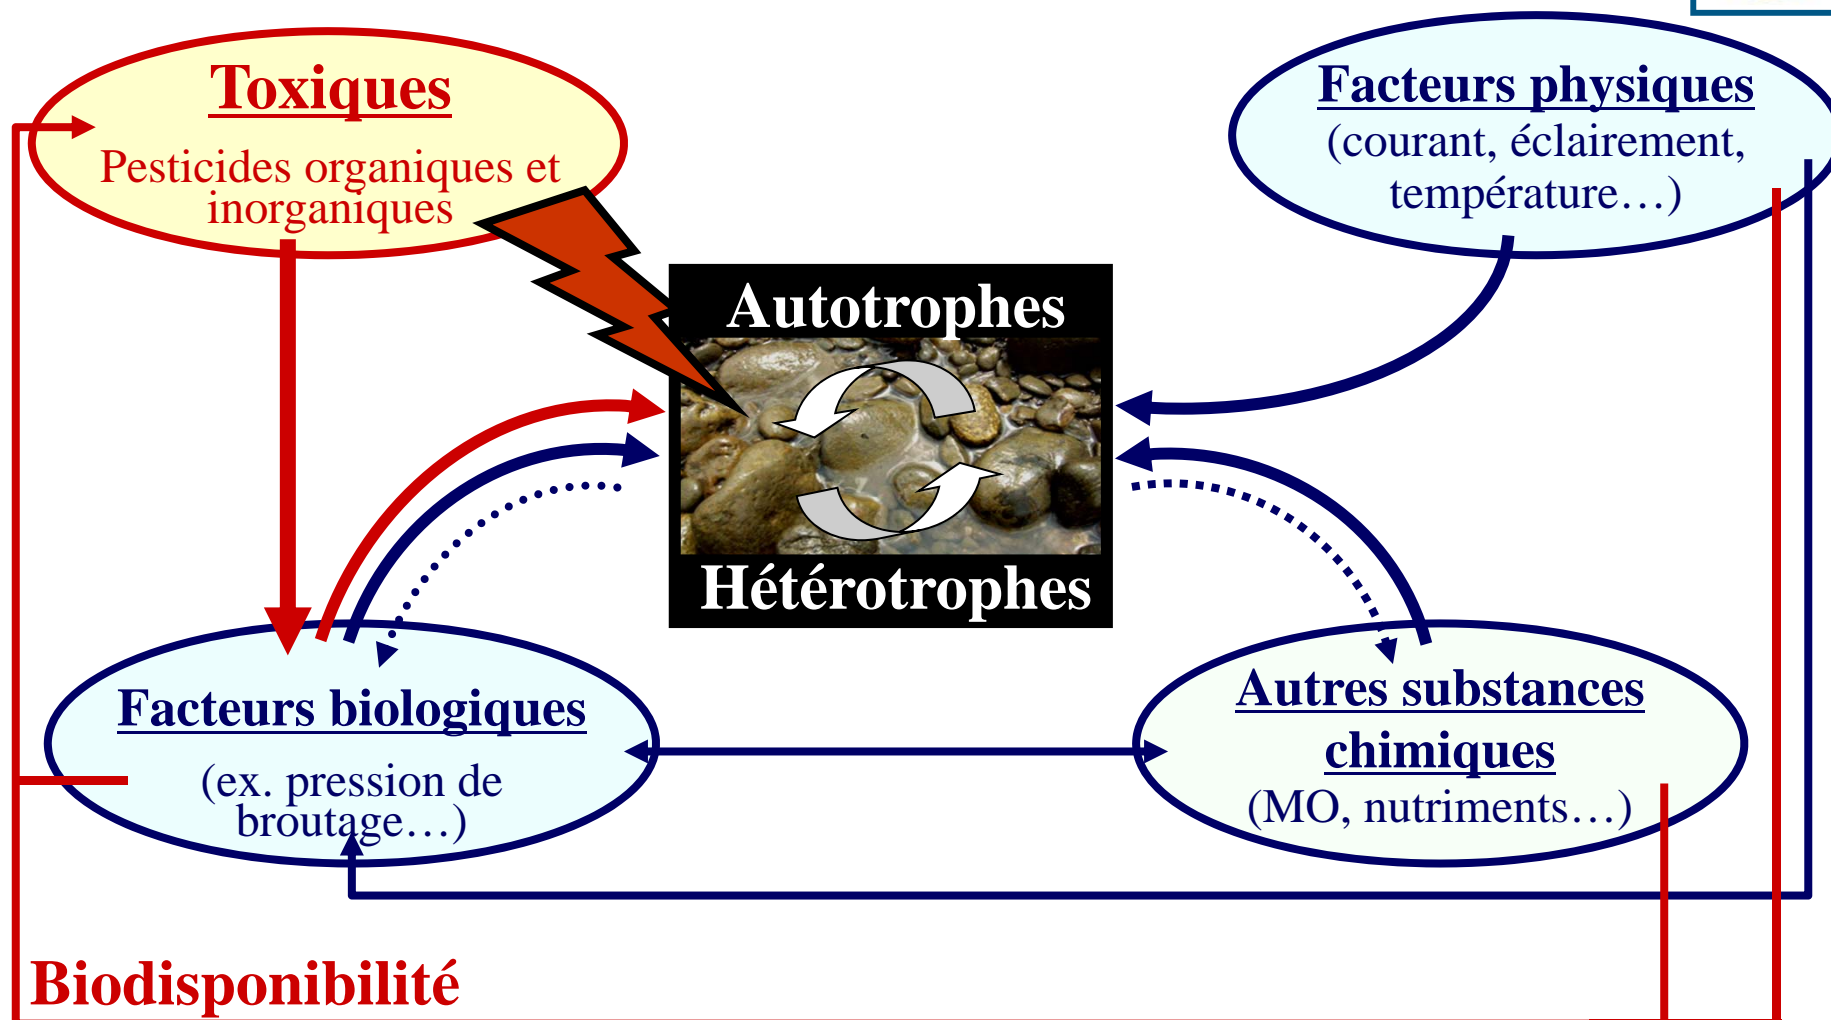 Toxiques
Pesticides organiques et
inorganiques
Facteurs physiques
(courant, éclairement,
température…)
Autotrophes
Hétérotrophes
Facteurs biologiques
(ex. pression de
broutage…)
Autres substances
chimiques
(MO, nutriments…)
Biodisponibilité